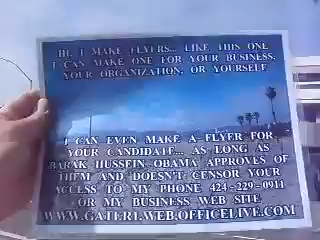 HI, I MAKE FLYERS... LIKE THIS ONE
I CAN MAKE ONE FOR YOUR BUSINESS,
YOUR ORGANIZATION, OR YOURSELF
I CAN EVEN MAKE A FLYER FOR
YOUR CANDIDATE... AS LONG AS
BARAK HUSSEIN OBAMA APPROVES OF
THEM AND DOESN'T CENSOR YOUR
ACCESS TO MY PHONE 424-229-0911
OR MY BUSINESS WEB SITE
WWW.GATER1.WEB.OFFICELIVE.COM